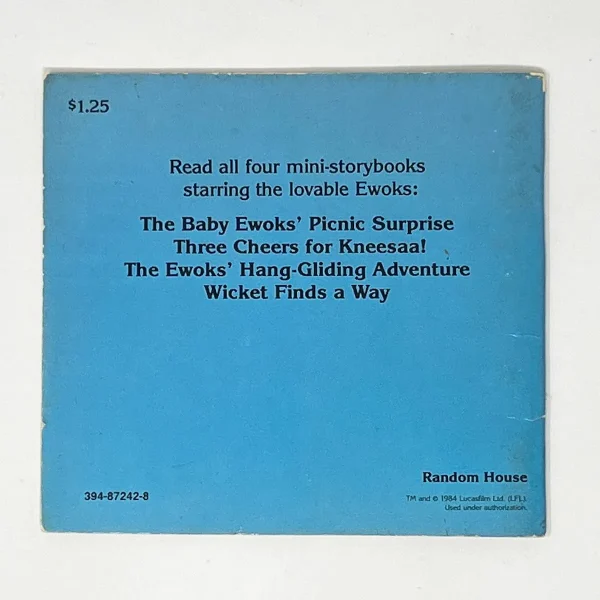 $1.25
Read all four mini-storybooks
starring the lovable Ewoks:
The Baby Ewoks' Picnic Surprise
Three Cheers for Kneesaa!
The Ewoks' Hang-Gliding Adventure
Wicket Finds a Way
Random House
394-87242-8
TM and © 1984 Lucasfilm Ltd. (LFL).
Used under authorization.